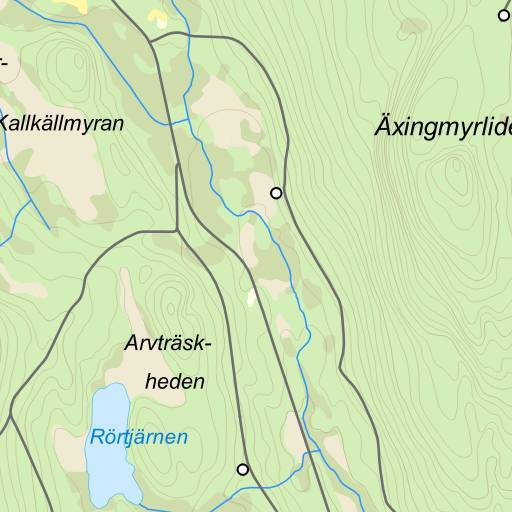 Kallkällmyran
Äxingmyrlide
Arvträsk-
heden
Rörtjärnen